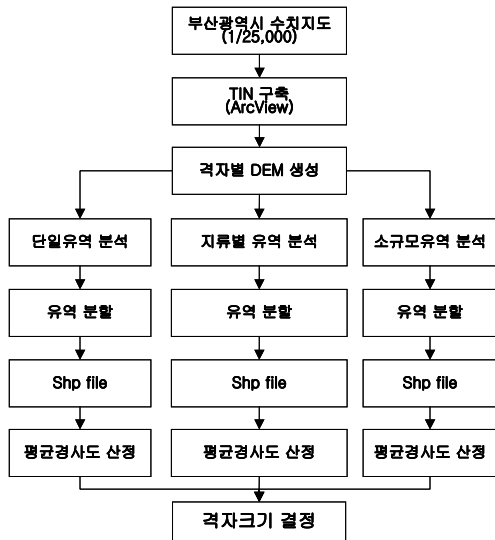 부산광역시 수치지도
(1/25,000)
TIN 구축
(ArcView)
격자별 DEM 생성
단일유역 분석
지류별 유역 분석
소규모유역 분석
유역 분할
유역 분할
유역 분할
Shp file
Shp file
Shp file
평균경사도 산정
평균경사도 산정
평균경사도 산정
격자크기 결정